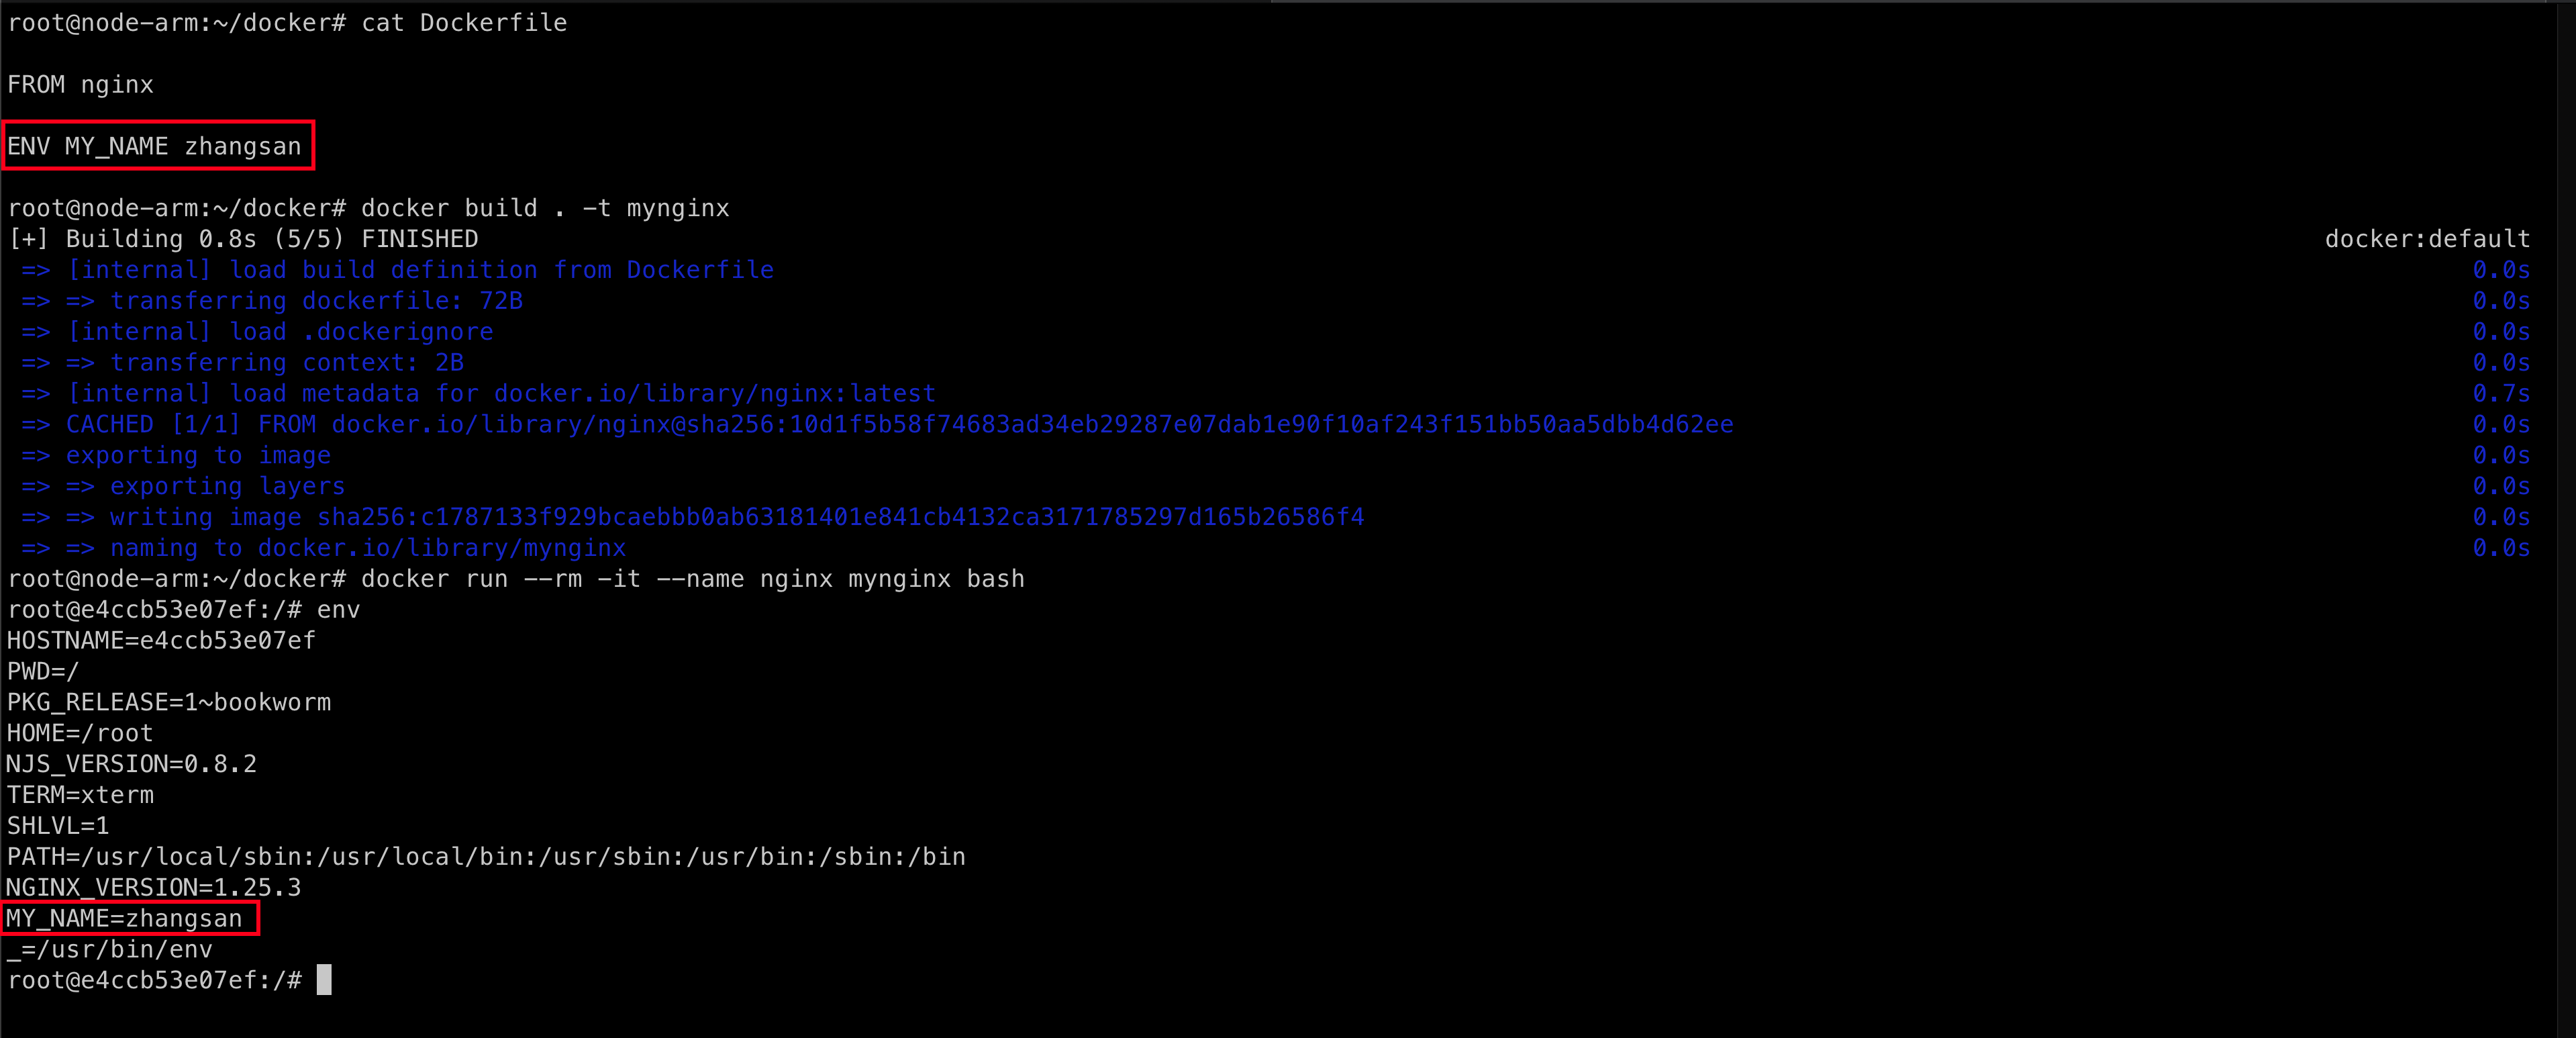 root@node-arm:~/docker# cat Dockerfile
FROM nginx
ENV MY_NAME zhangsan
root@node-arm:~/docker# docker build . -t mynginx
[+] Building 0.8s (5/5) FINISHED docker:default
=> [internal] load build definition from Dockerfile 0.0s
=> => transferring dockerfile: 72B 0.0s
=> [internal] load .dockerignore 0.0s
=> => transferring context: 2B 0.0s
=> [internal] load metadata for docker.io/library/nginx:latest 0.7s
=> CACHED [1/1] FROM docker.io/library/nginx@sha256:10d1f5b58f74683ad34eb29287e07dab1e90f10af243f151bb50aa5dbb4d62ee 0.0s
=> exporting to image 0.0s
=> => exporting layers 0.0s
=> => writing image sha256:c1787133f929bcaebbb0ab63181401e841cb4132ca3171785297d165b26586f4 0.0s
=> => naming to docker.io/library/mynginx 0.0s
root@node-arm:~/docker# docker run --rm -it --name nginx mynginx bash
root@e4ccb53e07ef:/# env
HOSTNAME=e4ccb53e07ef
PWD=/
PKG_RELEASE=1~bookworm
HOME=/root
NJS_VERSION=0.8.2
TERM=xterm
SHLVL=1
PATH=/usr/local/sbin:/usr/local/bin:/usr/sbin:/usr/bin:/sbin:/bin
NGINX_VERSION=1.25.3
MY_NAME=zhangsan
_=/usr/bin/env
root@e4ccb53e07ef:/#